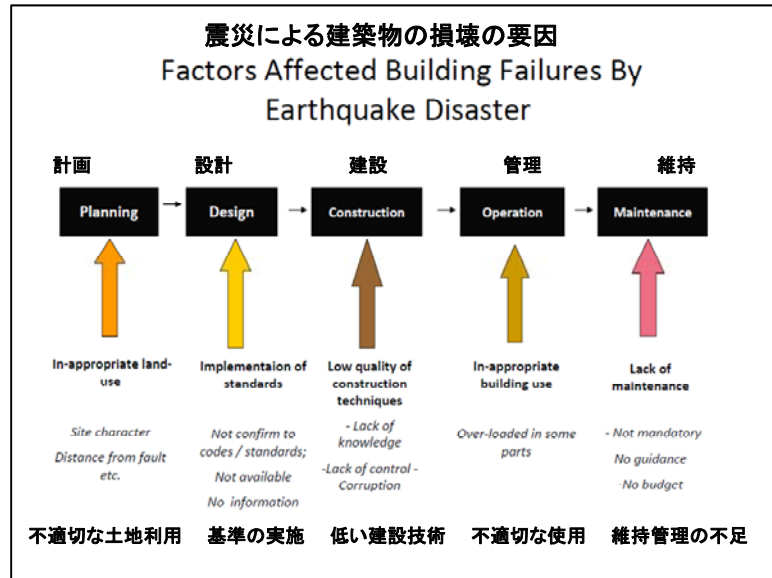 震災による建築物の損壊の要因
Factors Affected Building Failures By
Earthquake Disaster
計画
設計
建設
管理
維持
Planning
Design
Construction
Operation
Maintenance
In-appropriate land-
use
Site character
Distance from fault
etc.
Implementaion of
standards
Not confirm to
codes / standards;
Not available
No information
Low quality of
construction
techniques
- Lack of
knowledge
-Lack of control -
Corruption
In-appropriate
building use
Over-loaded in some
parts
Lack of
maintenance
- Not mandatory
No guidance
-No budget
不適切な土地利用
基準の実施
低い建設技術
不適切な使用
維持管理の不足